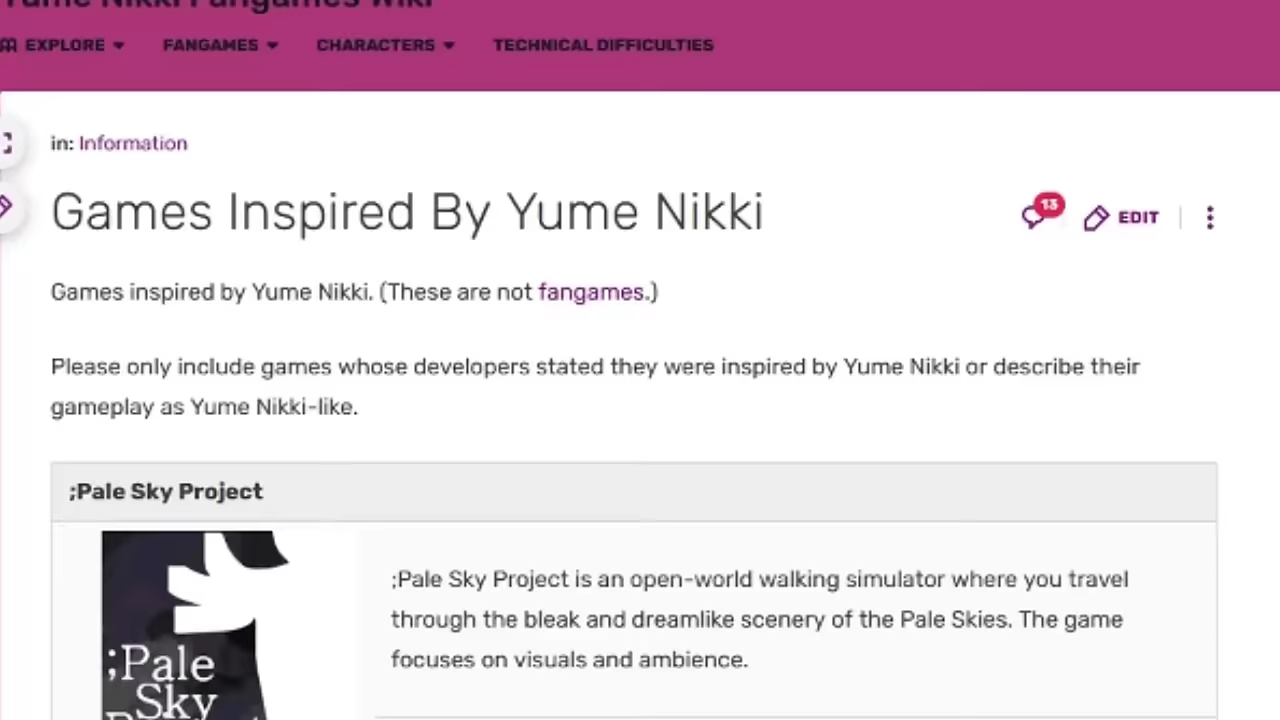 Yume Nikki Fangames Wiki
EXPLORE FANGAMES CHARACTERS TECHNICAL DIFFICULTIES
in: Information
Games Inspired By Yume Nikki
13
EDIT
Games inspired by Yume Nikki. (These are not fangames.)
Please only include games whose developers stated they were inspired by Yume Nikki or describe their
gameplay as Yume Nikki-like.
;Pale Sky Project
;Pale Sky Project is an open-world walking simulator where you travel
through the bleak and dreamlike scenery of the Pale Skies. The game
focuses on visuals and ambience.
;Pale
Sky